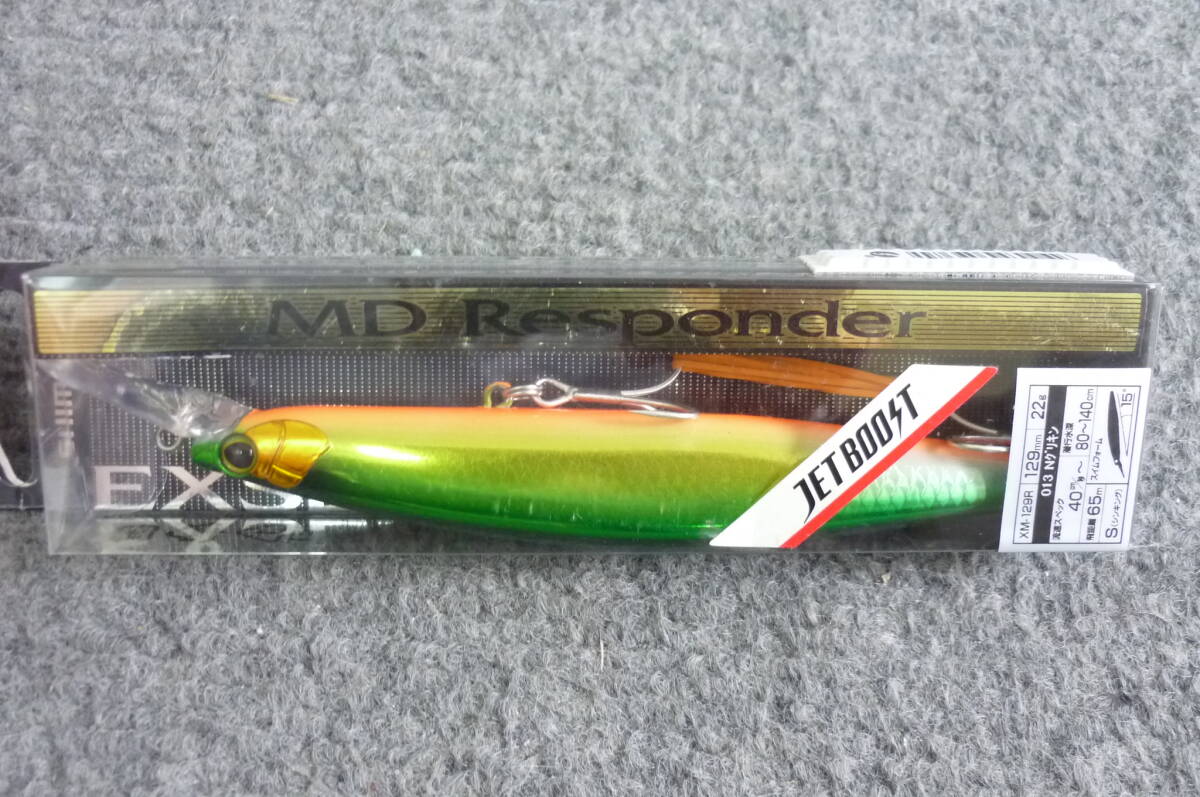 MD Responder
EXS
JET BOOST
XM-129R 129mm 22g
013 Nグリキン
流速スペック
潜行水深
40cm/s〜 80〜140cm
飛距離 65m スイムフォーム
S(シンキング) 15°